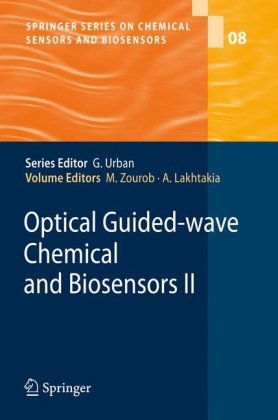 SPRINGER SERIES ON CHEMICAL
SENSORS AND BIOSENSORS
08
Series Editor G. Urban
Volume Editors M. Zourob · A. Lakhtakia
Optical Guided-wave
Chemical
and Biosensors II
Springer